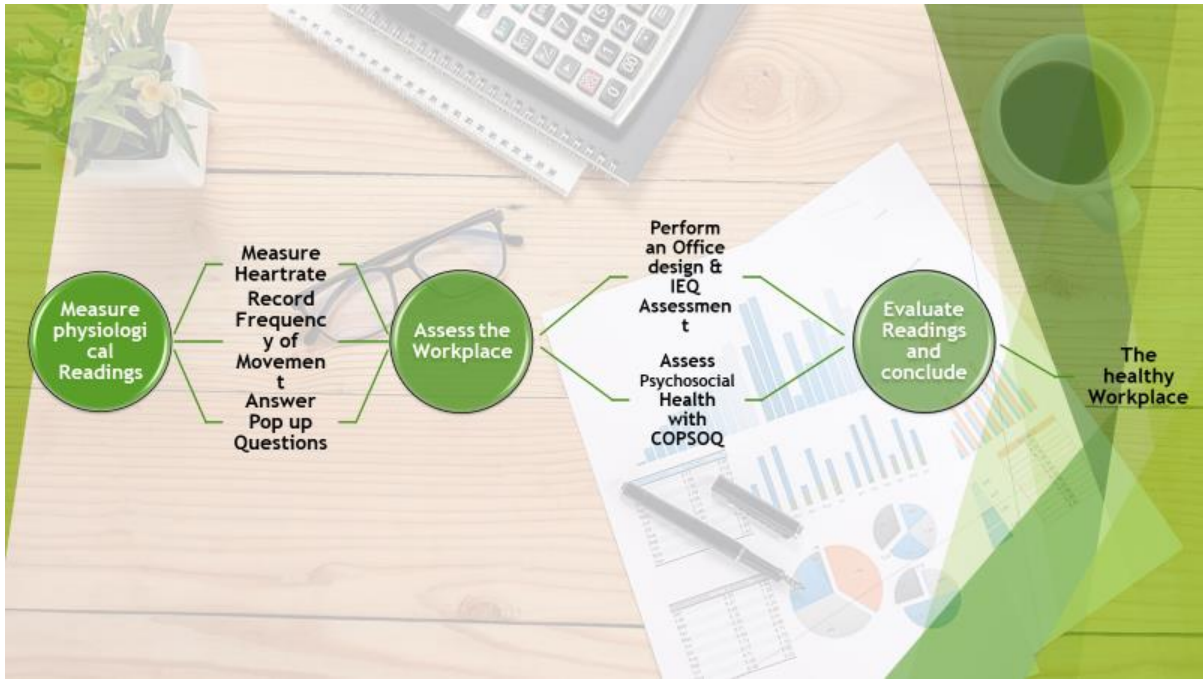 Measure
physiologi
cal
Readings
Measure
Heartrate
Record
Frequenc
y of
Movemen
t
Answer
Pop up
Questions
Assess the
Workplace
Perform
an Office
design &
IEQ
Assessmen
t
Assess
Psychosocial
Health
with
COPSOQ
Evaluate
Readings
and
conclude
The
healthy
Workplace